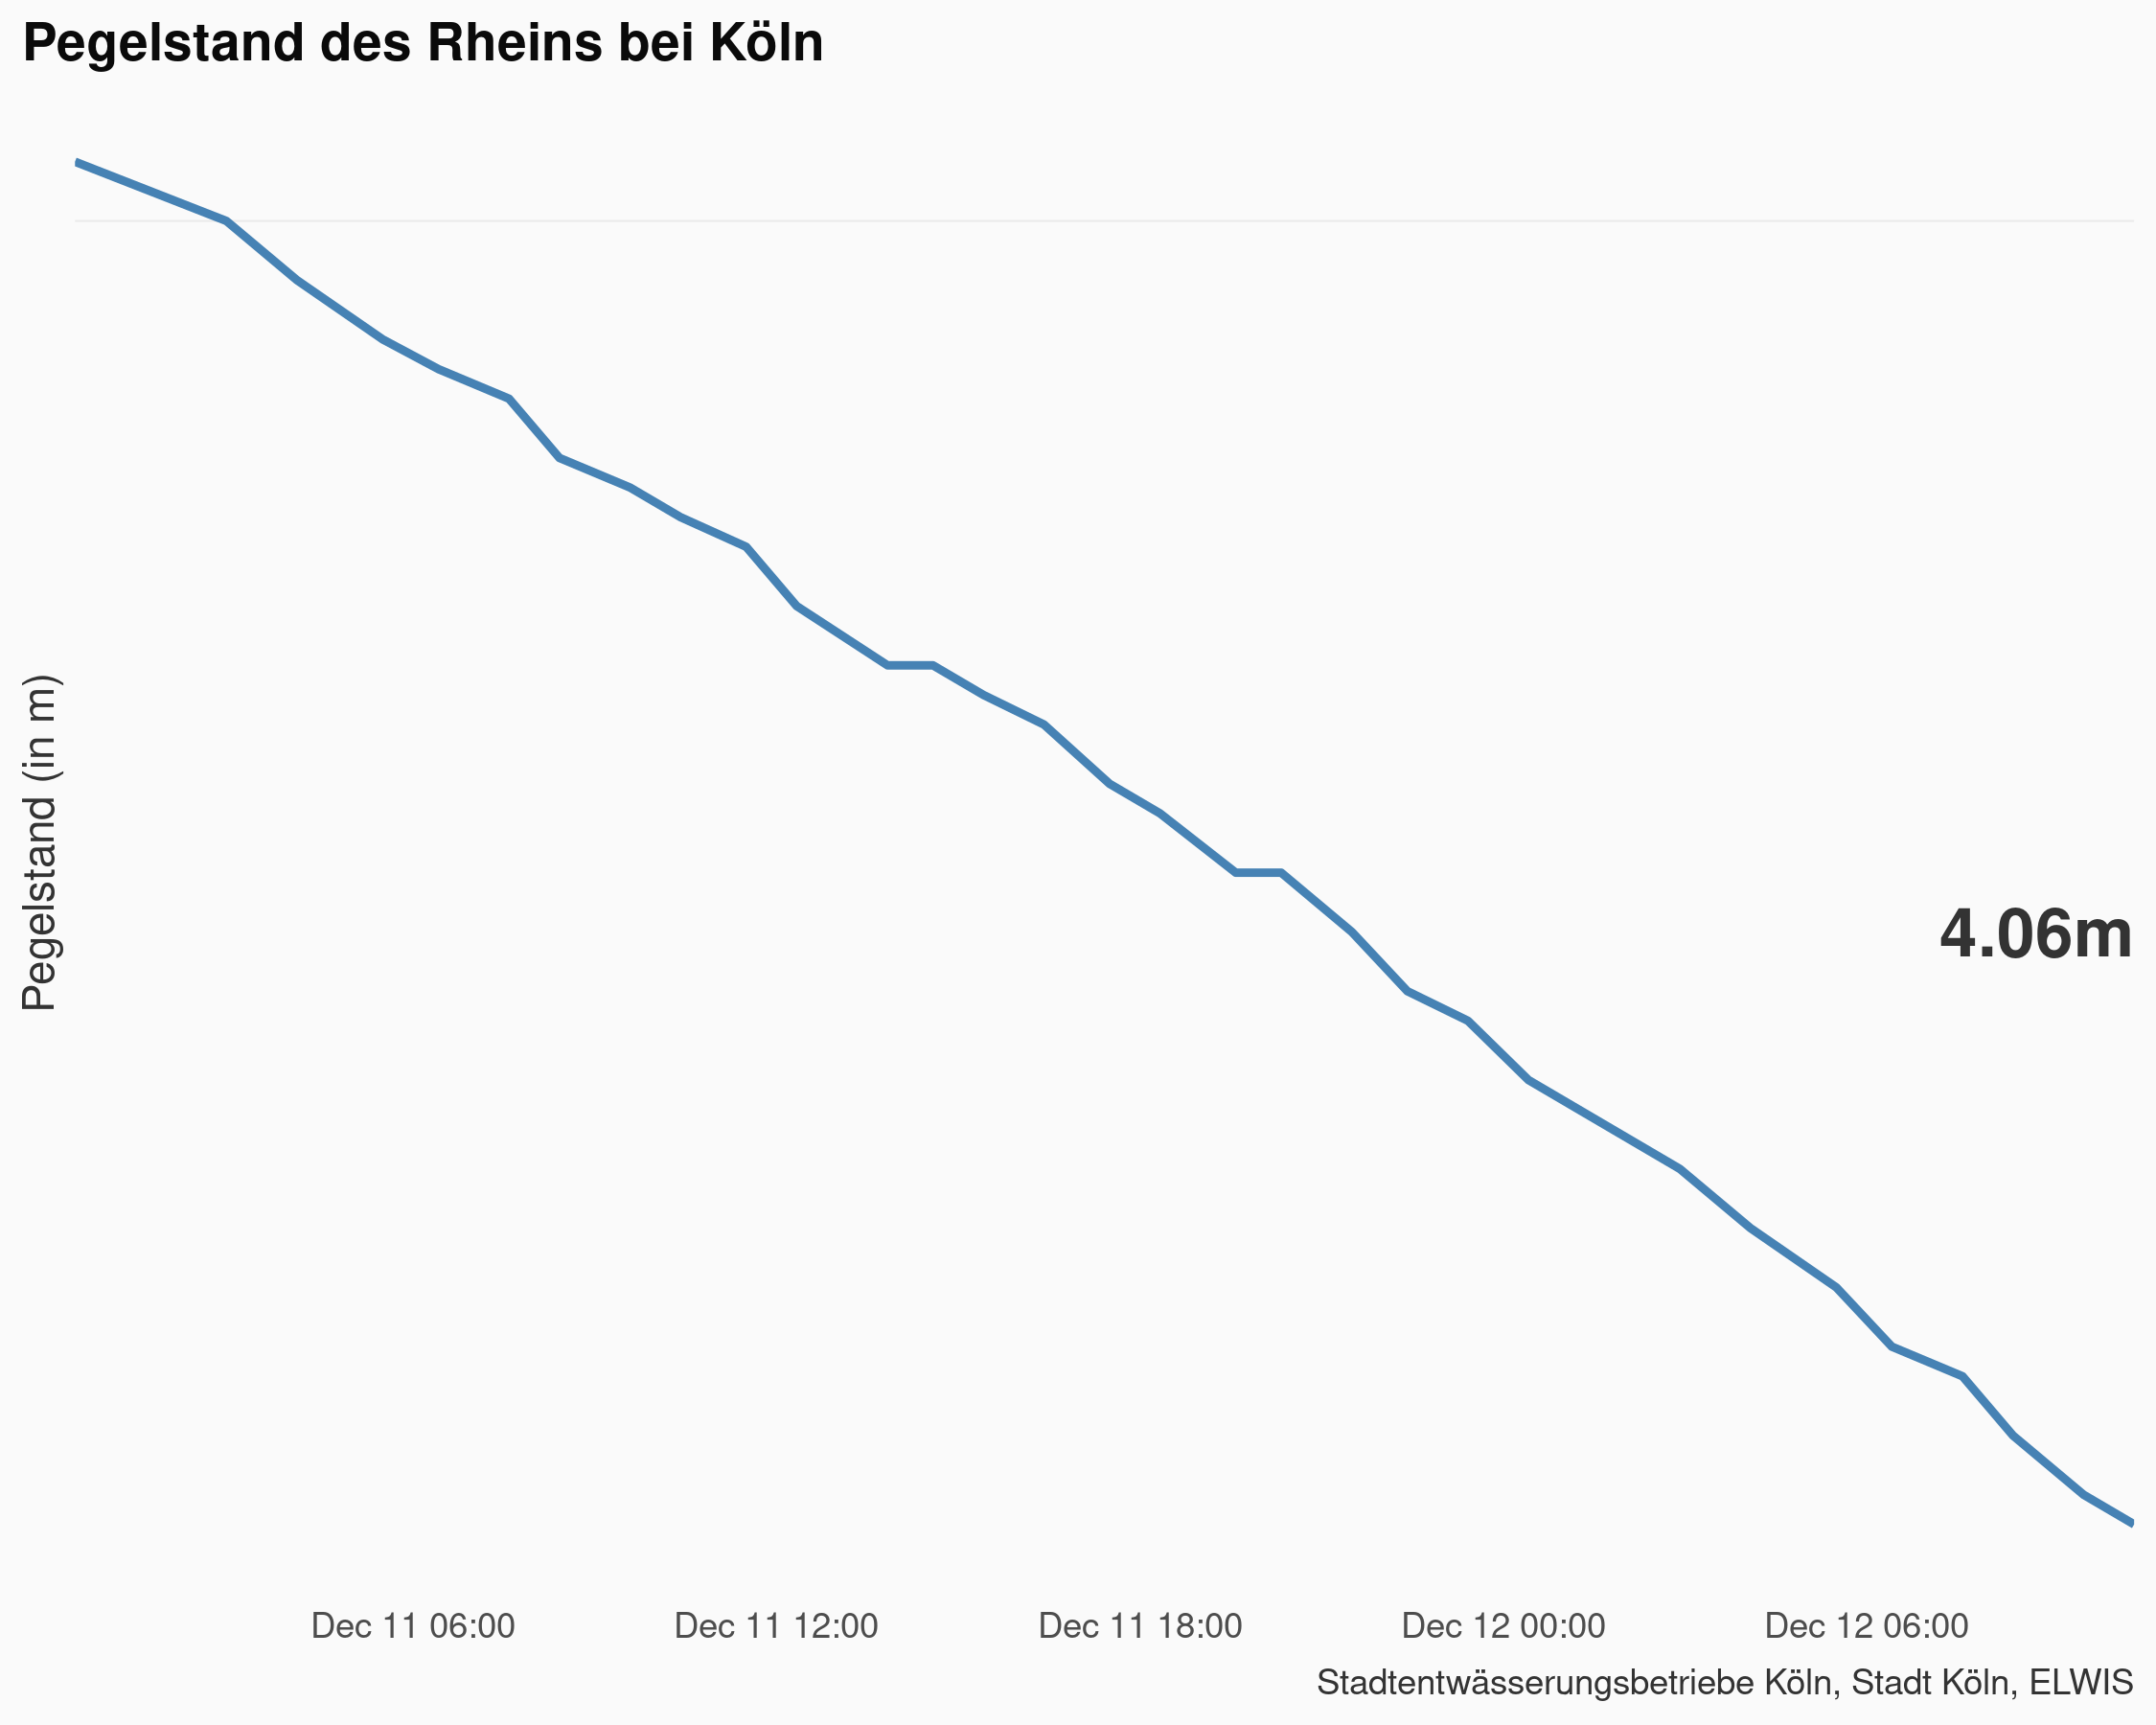 Pegelstand des Rheins bei Köln
Pegelstand (in m)
4.06m
Dec 11 06:00
Dec 11 12:00
Dec 11 18:00
Dec 12 00:00
Dec 12 06:00
Stadtentwässerungsbetriebe Köln, Stadt Köln, ELWIS